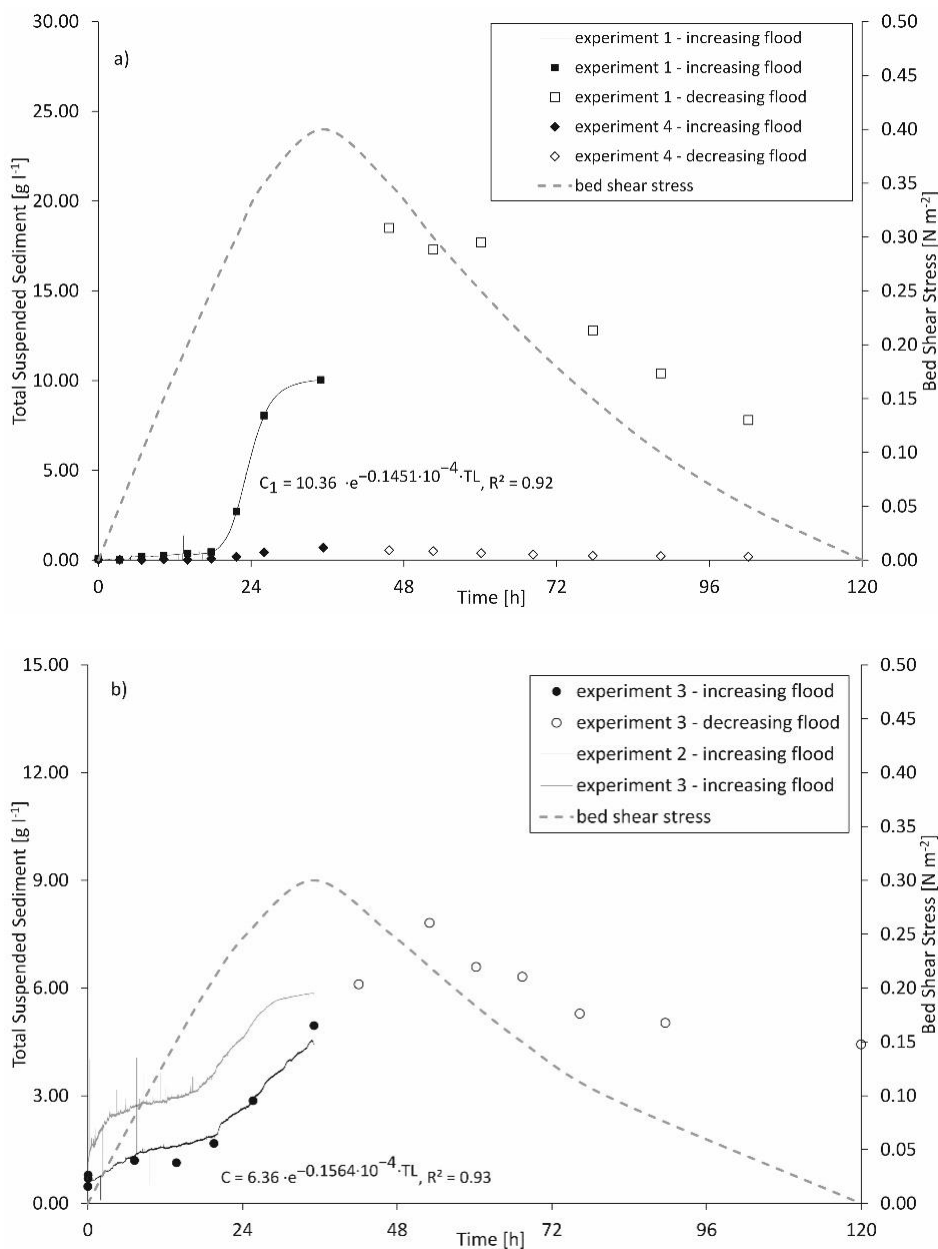 a)
Total Suspended Sediment [g l-1]
30.00
25.00
20.00
15.00
10.00
5.00
0.00
experiment 1 - increasing flood
experiment 1 - increasing flood
experiment 1 - decreasing flood
experiment 4 - increasing flood
experiment 4 - decreasing flood
bed shear stress
C1 = 10.36 ·e−0.1451·10−4·TL, R² = 0.92
0.50
0.45
0.40
0.35
0.30
0.25
0.20
0.15
0.10
0.05
0.00
Bed Shear Stress [N m-2]
0 24 48 72 96 120
Time [h]
b)
Total Suspended Sediment [g l-1]
15.00
12.00
9.00
6.00
3.00
0.00
experiment 3 - increasing flood
experiment 3 - decreasing flood
experiment 2 - increasing flood
experiment 3 - increasing flood
bed shear stress
C = 6.36 ·e−0.1564·10−4·TL, R² = 0.93
0.50
0.45
0.40
0.35
0.30
0.25
0.20
0.15
0.10
0.05
0.00
Bed Shear Stress [N m-2]
0 24 48 72 96 120
Time [h]